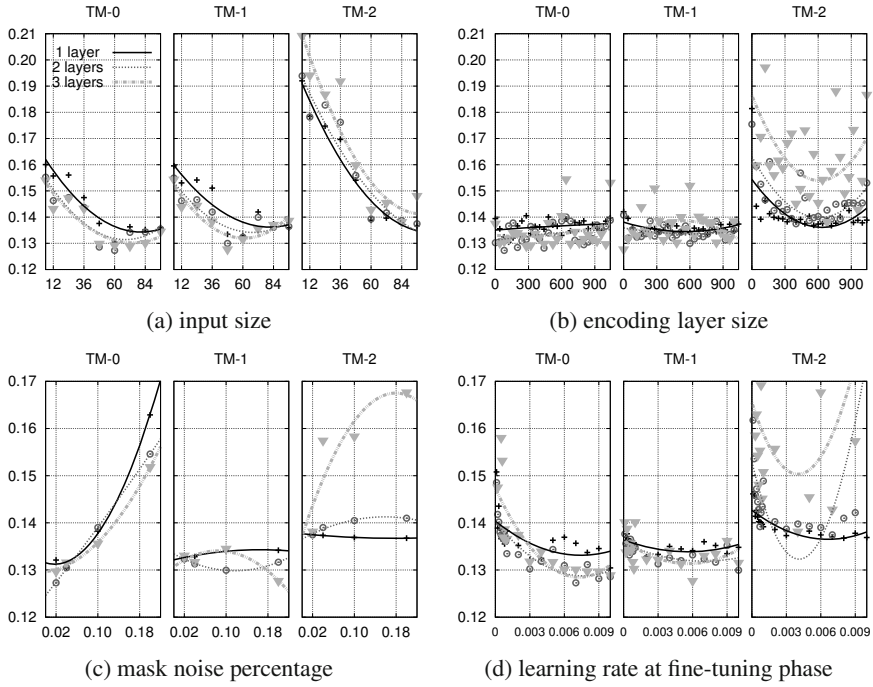 TM-0 TM-1 TM-2
0.21
0.20
0.19
0.18
0.17
0.16
0.15
0.14
0.13
0.12
1 layer
2 layers
3 layers
12 36 60 84 12 36 60 84 12 36 60 84
(a) input size
TM-0 TM-1 TM-2
0.21
0.20
0.19
0.18
0.17
0.16
0.15
0.14
0.13
0.12
0 300 600 900 0 300 600 900 0 300 600 900
(b) encoding layer size
TM-0 TM-1 TM-2
0.17
0.16
0.15
0.14
0.13
0.12
0.02 0.10 0.18 0.02 0.10 0.18 0.02 0.10 0.18
(c) mask noise percentage
TM-0 TM-1 TM-2
0.17
0.16
0.15
0.14
0.13
0.12
0 0.003 0.006 0.009 0 0.003 0.006 0.009 0 0.003 0.006 0.009
(d) learning rate at fine-tuning phase